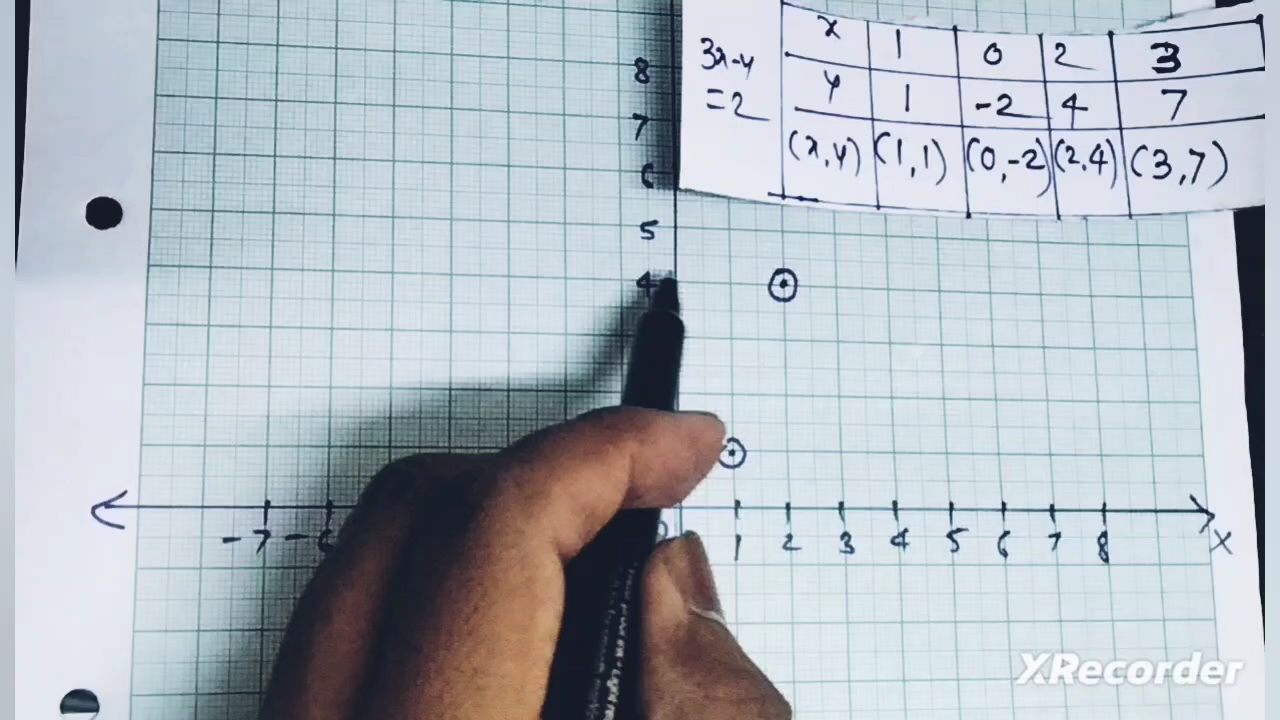 3x-y
=2
x 1 0 2 3
y 1 -2 4 7
(x,y) (1,1) (0,-2) (2,4) (3,7)
8
7
6
5
4
-7 -6 1 2 3 4 5 6 7 8 X
XRecorder